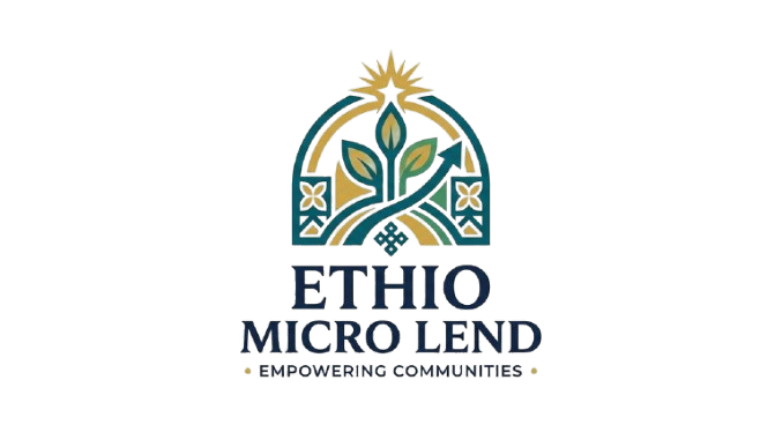 ETHIO
MICRO LEND
• EMPOWERING COMMUNITIES •